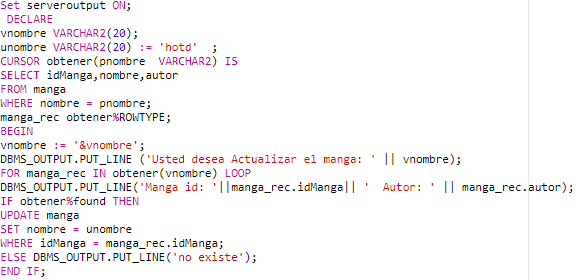 Set serveroutput ON;
DECLARE
vnombre VARCHAR2(20);
unombre VARCHAR2(20) := 'hotd'  ;
CURSOR obtener(pnombre  VARCHAR2) IS
SELECT idManga,nombre,autor
FROM manga
WHERE nombre = pnombre;
manga_rec obtener%ROWTYPE;
BEGIN
vnombre := '&vnombre';
DBMS_OUTPUT.PUT_LINE ('Usted desea Actualizar el manga: ' || vnombre);
FOR manga_rec IN obtener(vnombre) LOOP
DBMS_OUTPUT.PUT_LINE('Manga id: '||manga_rec.idManga|| '  Autor: ' || manga_rec.autor);
IF obtener%found THEN
UPDATE manga
SET nombre = unombre
WHERE idManga = manga_rec.idManga;
ELSE DBMS_OUTPUT.PUT_LINE('no existe');
END IF;